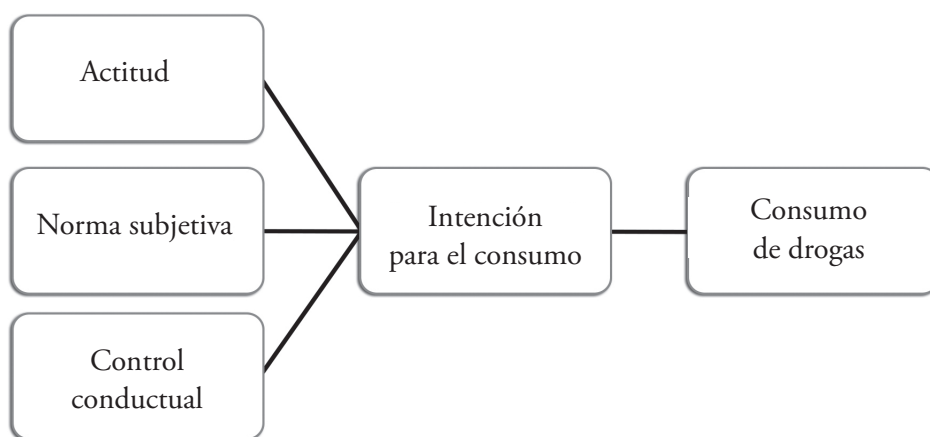 Actitud
Norma subjetiva
Control
conductual
Intención
para el consumo
Consumo
de drogas